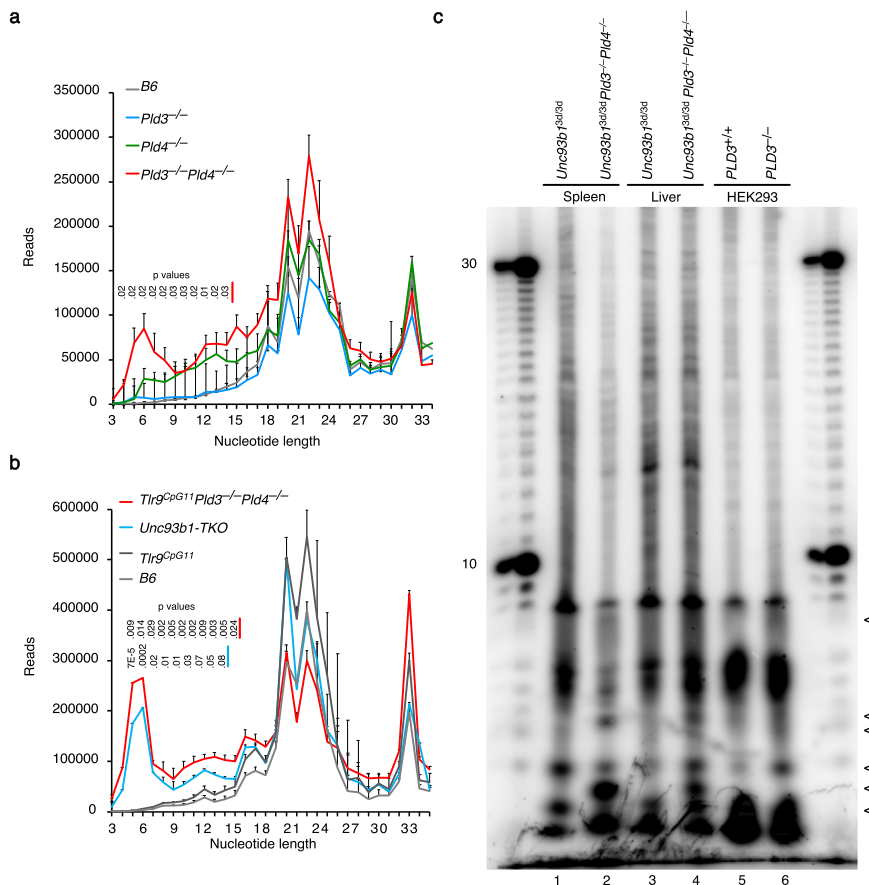 a
B6
Pld3–/–
Pld4–/–
Pld3–/–Pld4–/–
350000
300000
250000
200000
150000
100000
50000
0
Reads
p values
.02 .02 .02 .02 .02 .03 .03 .02 .01 .02 .03
3 6 9 12 15 18 21 24 27 30 33
Nucleotide length
b
Tlr9CpG11Pld3–/–Pld4–/–
Unc93b1-TKO
Tlr9CpG11
B6
600000
500000
400000
300000
200000
100000
0
Reads
p values
.009 .014 .029 .002 .005 .002 .002 .009 .003 .005 .024
7E-5 .0002 .02 .01 .01 .03 .07 .05 .08
3 6 9 12 15 18 21 24 27 30 33
Nucleotide length
c
Unc93b13d/3d
Unc93b13d/3dPld3–/–Pld4–/–
Unc93b13d/3d
Unc93b13d/3dPld3–/–Pld4–/–
PLD3+/+
PLD3–/–
Spleen Liver HEK293
30
10
1 2 3 4 5 6